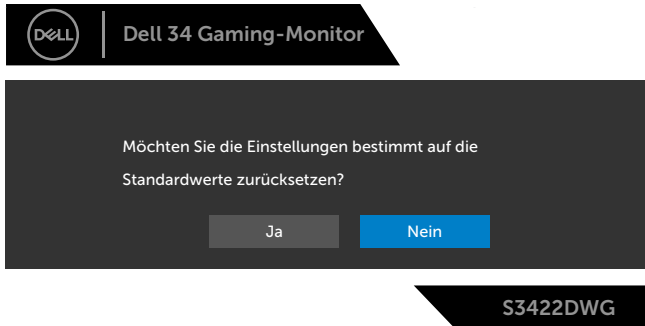 DELL
Dell 34 Gaming-Monitor
Möchten Sie die Einstellungen bestimmt auf die
Standardwerte zurücksetzen?
Ja
Nein
S3422DWG